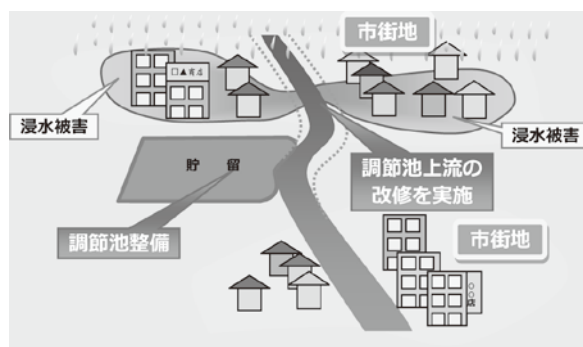 市街地
□▲商店
浸水被害
浸水被害
貯 留
調節池上流の
改修を実施
調節池整備
市街地
○○店